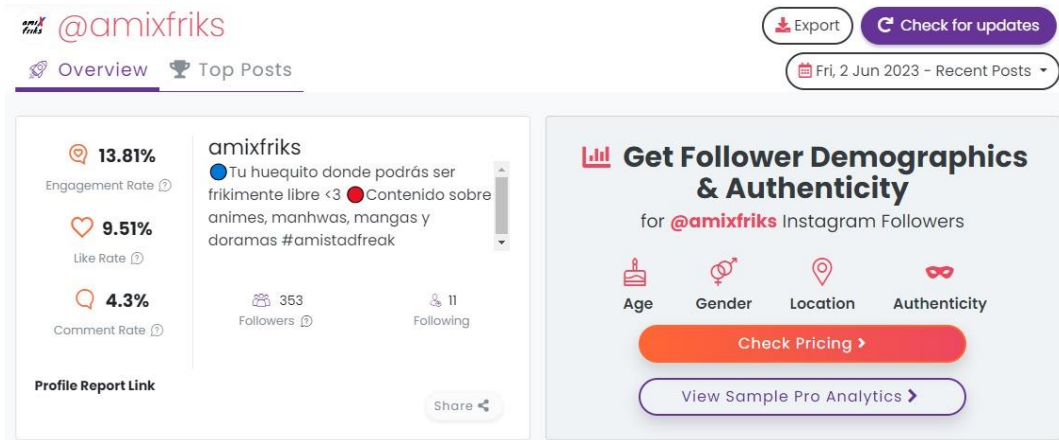 amiX friks @amixfriks
Export
Check for updates
Overview
Top Posts
Fri, 2 Jun 2023 - Recent Posts
13.81%
Engagement Rate
9.51%
Like Rate
4.3%
Comment Rate
amixfriks
Tu huequito donde podrás ser
frikimente libre <3 Contenido sobre
animes, manhwas, mangas y
doramas #amistadfreak
353
Followers
11
Following
Profile Report Link
Share
Get Follower Demographics
& Authenticity
for @amixfriks Instagram Followers
Age Gender Location Authenticity
Check Pricing >
View Sample Pro Analytics >